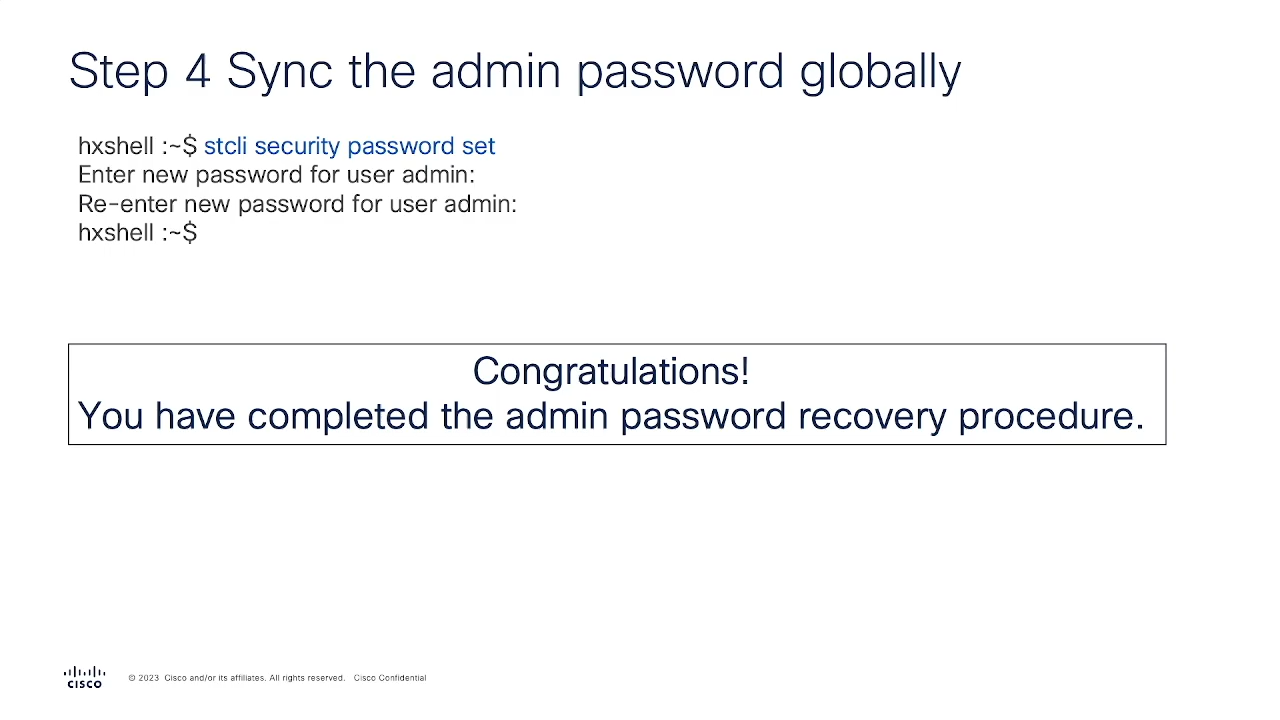 Step 4 Sync the admin password globally
hxshell :~$ stcli security password set
Enter new password for user admin:
Re-enter new password for user admin:
hxshell :~$
Congratulations!
You have completed the admin password recovery procedure.
CISCO
© 2023 Cisco and/or its affiliates. All rights reserved. Cisco Confidential